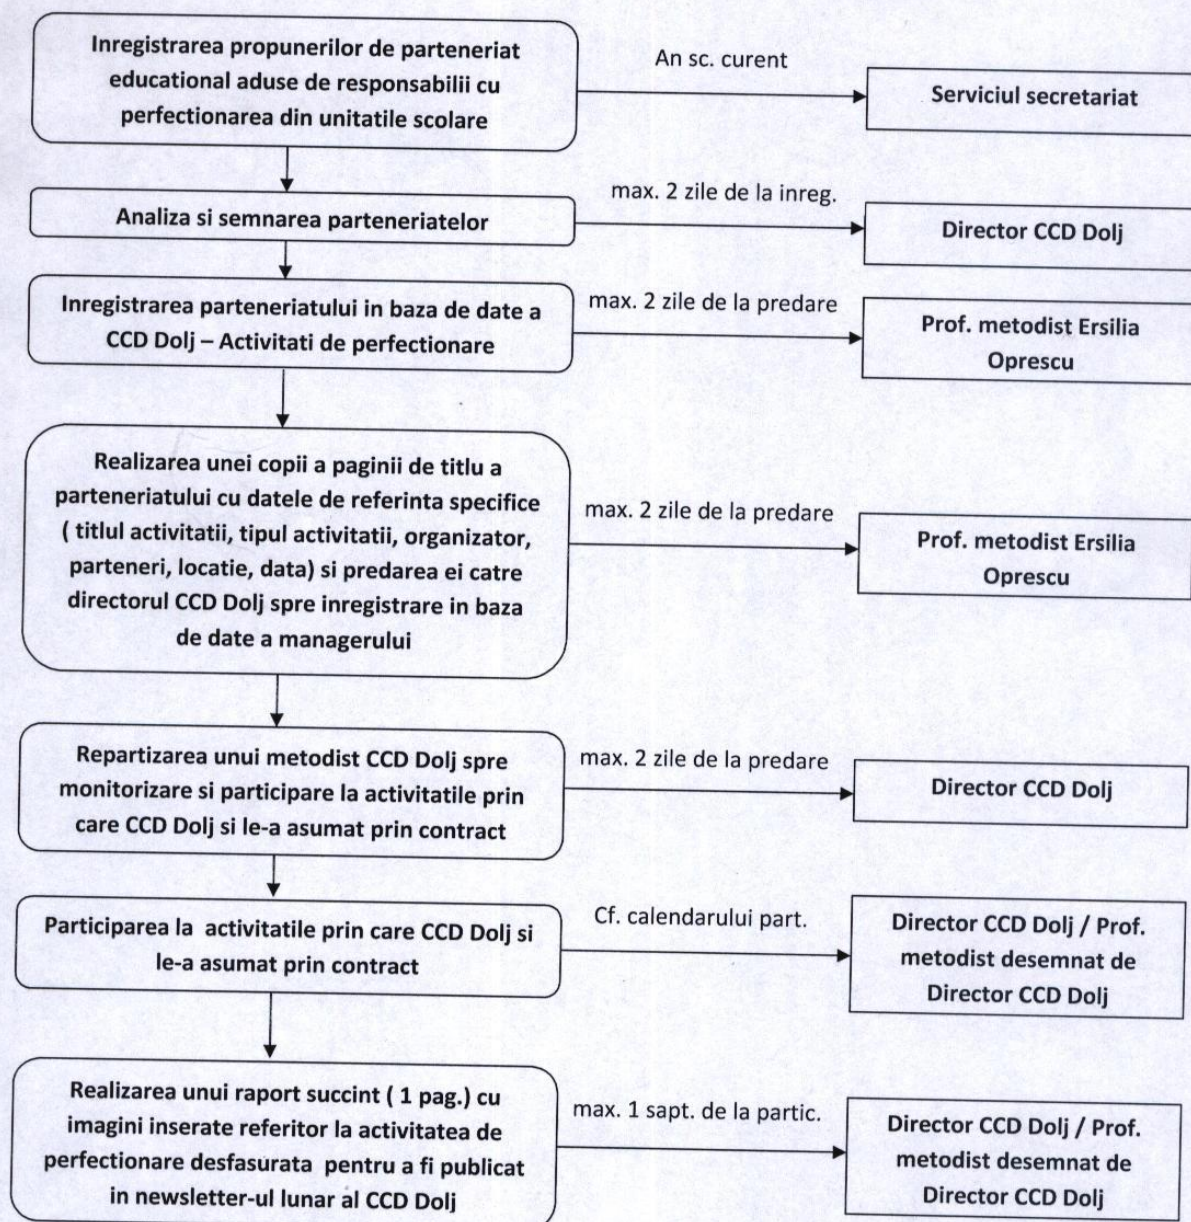 Inregistrarea propunerilor de parteneriat
educational aduse de responsabilii cu
perfectionarea din unitatile scolare
An sc. curent
Serviciul secretariat
Analiza si semnarea parteneriatelor
max. 2 zile de la inreg.
Director CCD Dolj
Inregistrarea parteneriatului in baza de date a
CCD Dolj – Activitati de perfectionare
max. 2 zile de la predare
Prof. metodist Ersilia
Oprescu
Realizarea unei copii a paginii de titlu a
parteneriatului cu datele de referinta specifice
( titlul activitatii, tipul activitatii, organizator,
parteneri, locatie, data) si predarea ei catre
directorul CCD Dolj spre inregistrare in baza
de date a managerului
max. 2 zile de la predare
Prof. metodist Ersilia
Oprescu
Repartizarea unui metodist CCD Dolj spre
monitorizare si participare la activitatile prin
care CCD Dolj si le-a asumat prin contract
max. 2 zile de la predare
Director CCD Dolj
Participarea la activitatile prin care CCD Dolj si
le-a asumat prin contract
Cf. calendarului part.
Director CCD Dolj / Prof.
metodist desemnat de
Director CCD Dolj
Realizarea unui raport succint ( 1 pag.) cu
imagini inserate referitor la activitatea de
perfectionare desfasurata pentru a fi publicat
in newsletter-ul lunar al CCD Dolj
max. 1 sapt. de la partic.
Director CCD Dolj / Prof.
metodist desemnat de
Director CCD Dolj